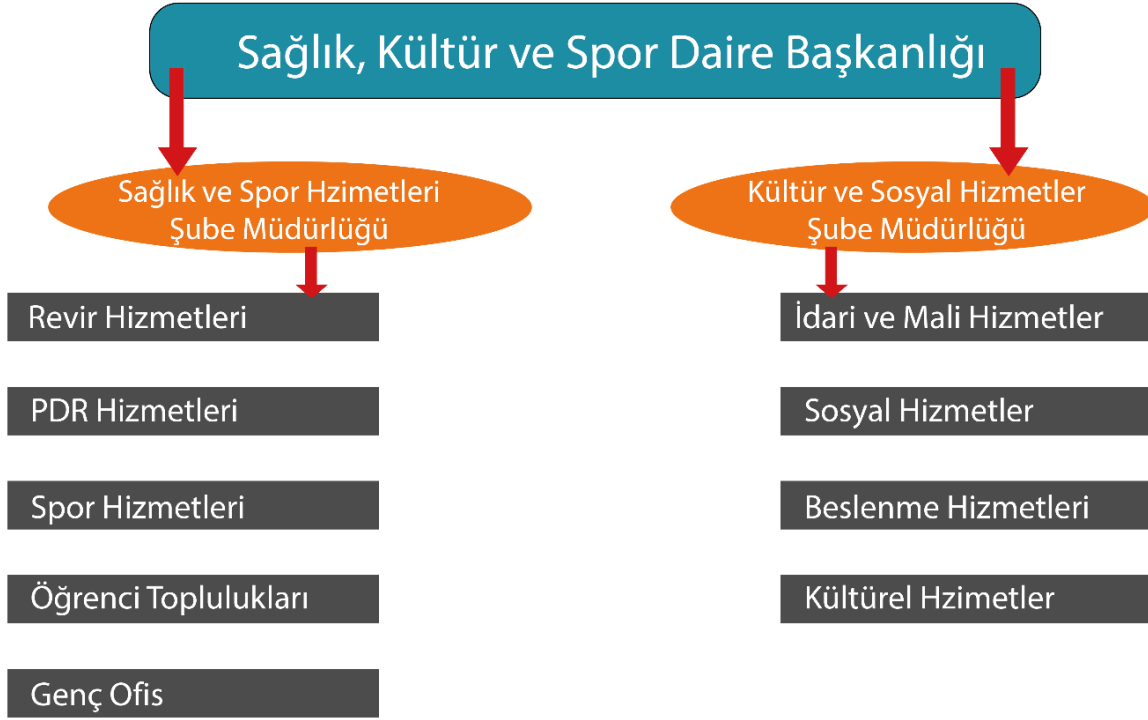 Sağlık, Kültür ve Spor Daire Başkanlığı
Sağlık ve Spor Hzimetleri
Şube Müdürlüğü
Revir Hizmetleri
PDR Hizmetleri
Spor Hizmetleri
Öğrenci Toplulukları
Genç Ofis
Kültür ve Sosyal Hizmetler
Şube Müdürlüğü
İdari ve Mali Hizmetler
Sosyal Hizmetler
Beslenme Hizmetleri
Kültürel Hzimetler